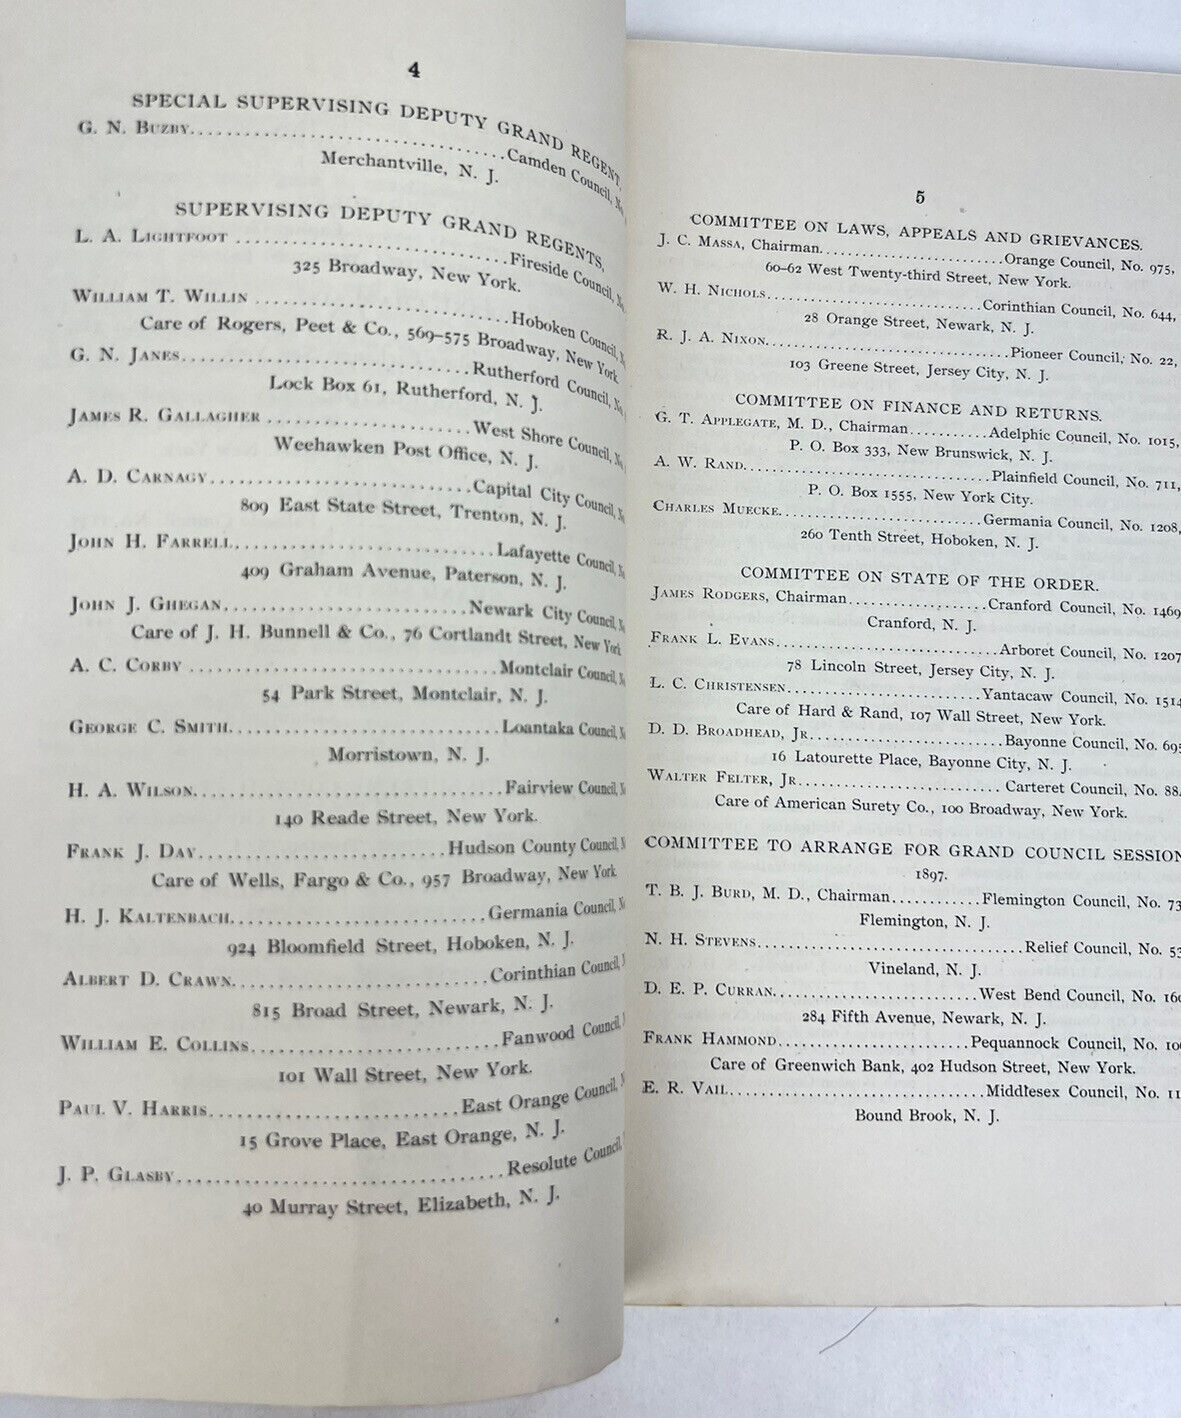 4
SPECIAL SUPERVISING DEPUTY GRAND REGENT.
G. N. BUZBY....................Camden Council,
Merchantville, N. J.
SUPERVISING DEPUTY GRAND REGENTS,
L. A. LIGHTFOOT....................Fireside Council,
325 Broadway, New York.
WILLIAM T. WILLIN....................Hoboken Council,
Care of Rogers, Peet & Co., 569–575 Broadway, New York.
G. N. JANES....................Rutherford Council,
Lock Box 61, Rutherford, N. J.
JAMES R. GALLAGHER....................West Shore Council,
Weehawken Post Office, N. J.
A. D. CARNAGY....................Capital City Council,
809 East State Street, Trenton, N. J.
JOHN H. FARRELL....................Lafayette Council,
409 Graham Avenue, Paterson, N. J.
JOHN J. GHEGAN....................Newark City Council,
Care of J. H. Bunnell & Co., 76 Cortlandt Street, New York
A. C. CORBY....................Montclair Council,
54 Park Street, Montclair, N. J.
GEORGE C. SMITH....................Loantaka Council,
Morristown, N. J.
H. A. WILSON....................Fairview Council,
140 Reade Street, New York.
FRANK J. DAY....................Hudson County Council,
Care of Wells, Fargo & Co., 957 Broadway, New York
H. J. KALTENBACH....................Germania Council,
924 Bloomfield Street, Hoboken, N. J.
ALBERT D. CRAWN....................Corinthian Council,
815 Broad Street, Newark, N. J.
WILLIAM E. COLLINS....................Fanwood Council,
101 Wall Street, New York.
PAUL V. HARRIS....................East Orange Council,
15 Grove Place, East Orange, N. J.
J. P. GLASBY....................Resolute Council,
40 Murray Street, Elizabeth, N. J.
5
COMMITTEE ON LAWS, APPEALS AND GRIEVANCES.
J. C. MASSA, Chairman....................Orange Council, No. 975,
60–62 West Twenty-third Street, New York.
W. H. NICHOLS....................Corinthian Council, No. 644,
28 Orange Street, Newark, N. J.
R. J. A. NIXON....................Pioneer Council, No. 22,
103 Greene Street, Jersey City, N. J.
COMMITTEE ON FINANCE AND RETURNS.
G. T. APPLEGATE, M. D., Chairman...........Adelphic Council, No. 1015,
P. O. Box 333, New Brunswick, N. J.
A. W. RAND....................Plainfield Council, No. 711,
P. O. Box 1555, New York City.
CHARLES MUECKE....................Germania Council, No. 1208,
260 Tenth Street, Hoboken, N. J.
COMMITTEE ON STATE OF THE ORDER.
JAMES RODGERS, Chairman..................Cranford Council, No. 1469
Cranford, N. J.
FRANK L. EVANS....................Arboret Council, No. 1207
78 Lincoln Street, Jersey City, N. J.
L. C. CHRISTENSEN....................Yantacaw Council, No. 1514
Care of Hard & Rand, 107 Wall Street, New York.
D. D. BROADHEAD, JR....................Bayonne Council, No. 695
16 Latourette Place, Bayonne City, N. J.
WALTER FELTER, JR....................Carteret Council, No. 88
Care of American Surety Co., 100 Broadway, New York.
COMMITTEE TO ARRANGE FOR GRAND COUNCIL SESSION
1897.
T. B. J. BURD, M. D., Chairman............Flemington Council, No. 73
Flemington, N. J.
N. H. STEVENS....................Relief Council, No. 53
Vineland, N. J.
D. E. P. CURRAN....................West Bend Council, No. 160
284 Fifth Avenue, Newark, N. J.
FRANK HAMMOND....................Pequannock Council, No. 10
Care of Greenwich Bank, 402 Hudson Street, New York.
E. R. VAIL....................Middlesex Council, No. 11
Bound Brook, N. J.